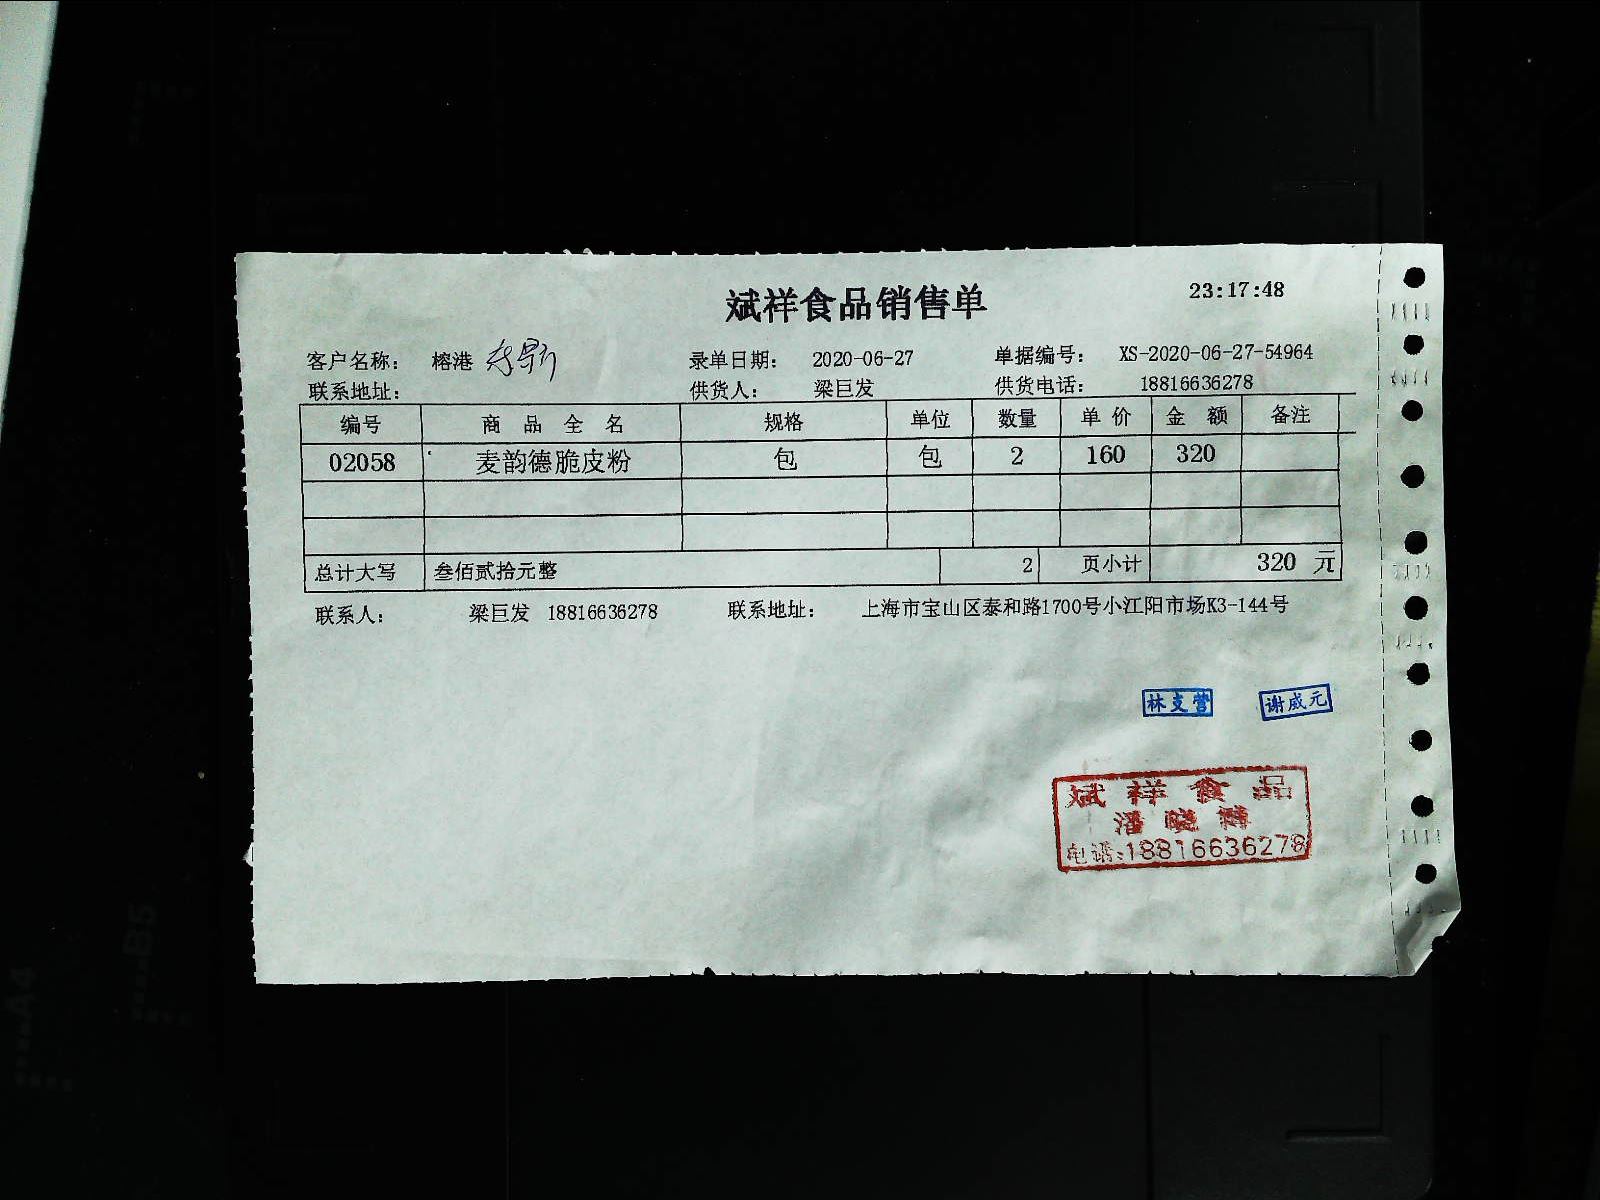 斌祥食品销售单 23:17:48
客户名称： 榕港 录单日期： 2020-06-27 单据编号： XS-2020-06-27-54964
联系地址： 供货人： 梁巨发 供货电话： 18816636278
编号 商品全名 规格 单位 数量 单价 金额 备注
02058 麦韵德脆皮粉 包 包 2 160 320
总计大写 叁佰贰拾元整 2 页小计 320 元
联系人： 梁巨发 18816636278 联系地址： 上海市宝山区泰和路1700号小江阳市场K3-144号
林支营 谢威元
斌祥食品
潘晓
电话:18816636278
A4
B5